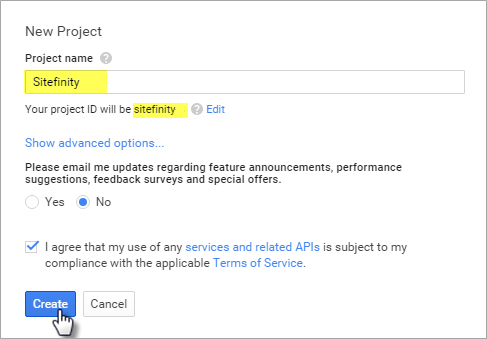 New Project
Project name ?
Sitefinity
Your project ID will be sitefinity ? Edit
Show advanced options...
Please email me updates regarding feature announcements, performance
suggestions, feedback surveys and special offers.
Yes No
I agree that my use of any services and related APIs is subject to my
compliance with the applicable Terms of Service.
Create Cancel